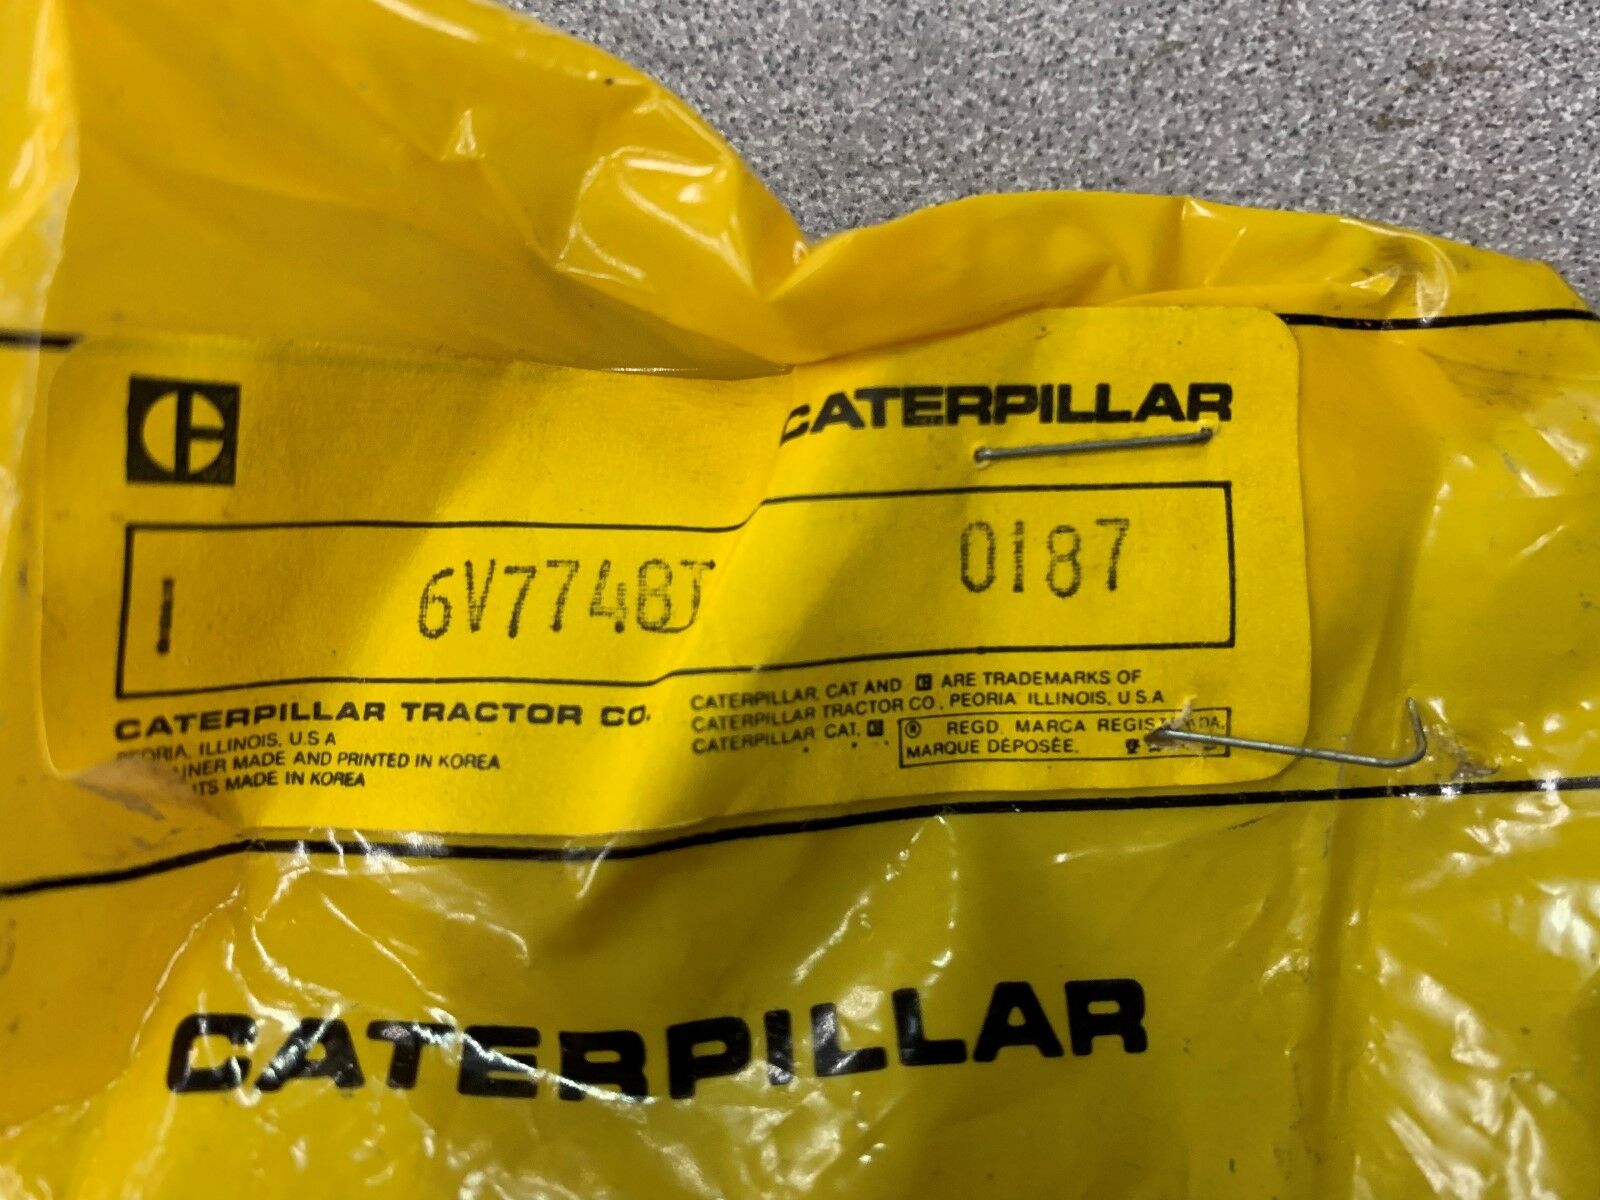 CATERPILLAR
1 6V7748J 0187
CATERPILLAR TRACTOR CO.
PEORIA, ILLINOIS, U.S.A
MADE AND PRINTED IN KOREA
MADE IN KOREA
CATERPILLAR, CAT AND ARE TRADEMARKS OF
CATERPILLAR TRACTOR CO., PEORIA ILLINOIS, U.S.A
CATERPILLAR CAT,
® REGD. MARCA
MARQUE DÉPOSÉE.
CATERPILLAR